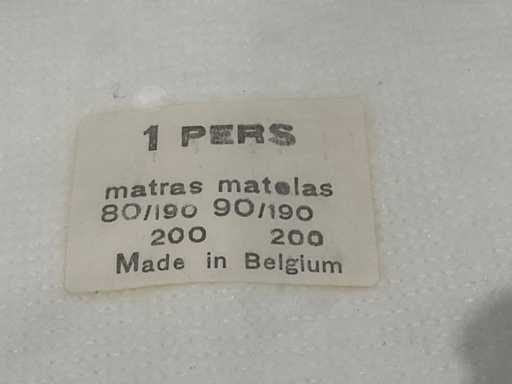 1 PERS
matras matelas
80/190 90/190
200 200
Made in Belgium